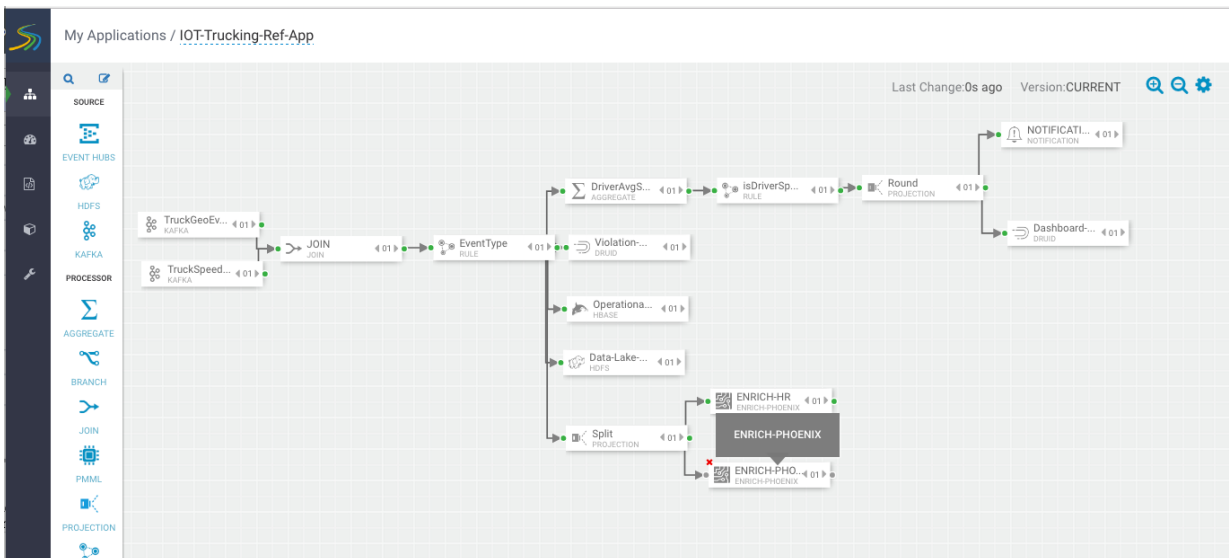 My Applications / IOT-Trucking-Ref-App
Last Change:0s ago Version:CURRENT
SOURCE
EVENT HUBS
HDFS
KAFKA
PROCESSOR
AGGREGATE
BRANCH
JOIN
PMML
PROJECTION
TruckGeoEv... 01
KAFKA
TruckSpeed... 01
KAFKA
JOIN 01
JOIN
EventType 01
RULE
DriverAvgS... 01
AGGREGATE
isDriverSp... 01
RULE
Round 01
PROJECTION
NOTIFICATI... 01
NOTIFICATION
Dashboard-... 01
DRUID
Violation-... 01
DRUID
Operationa... 01
HBASE
Data-Lake-... 01
HDFS
Split 01
PROJECTION
ENRICH-HR 01
ENRICH-PHOENIX
ENRICH-PHOENIX
ENRICH-PHO... 01
ENRICH-PHOENIX